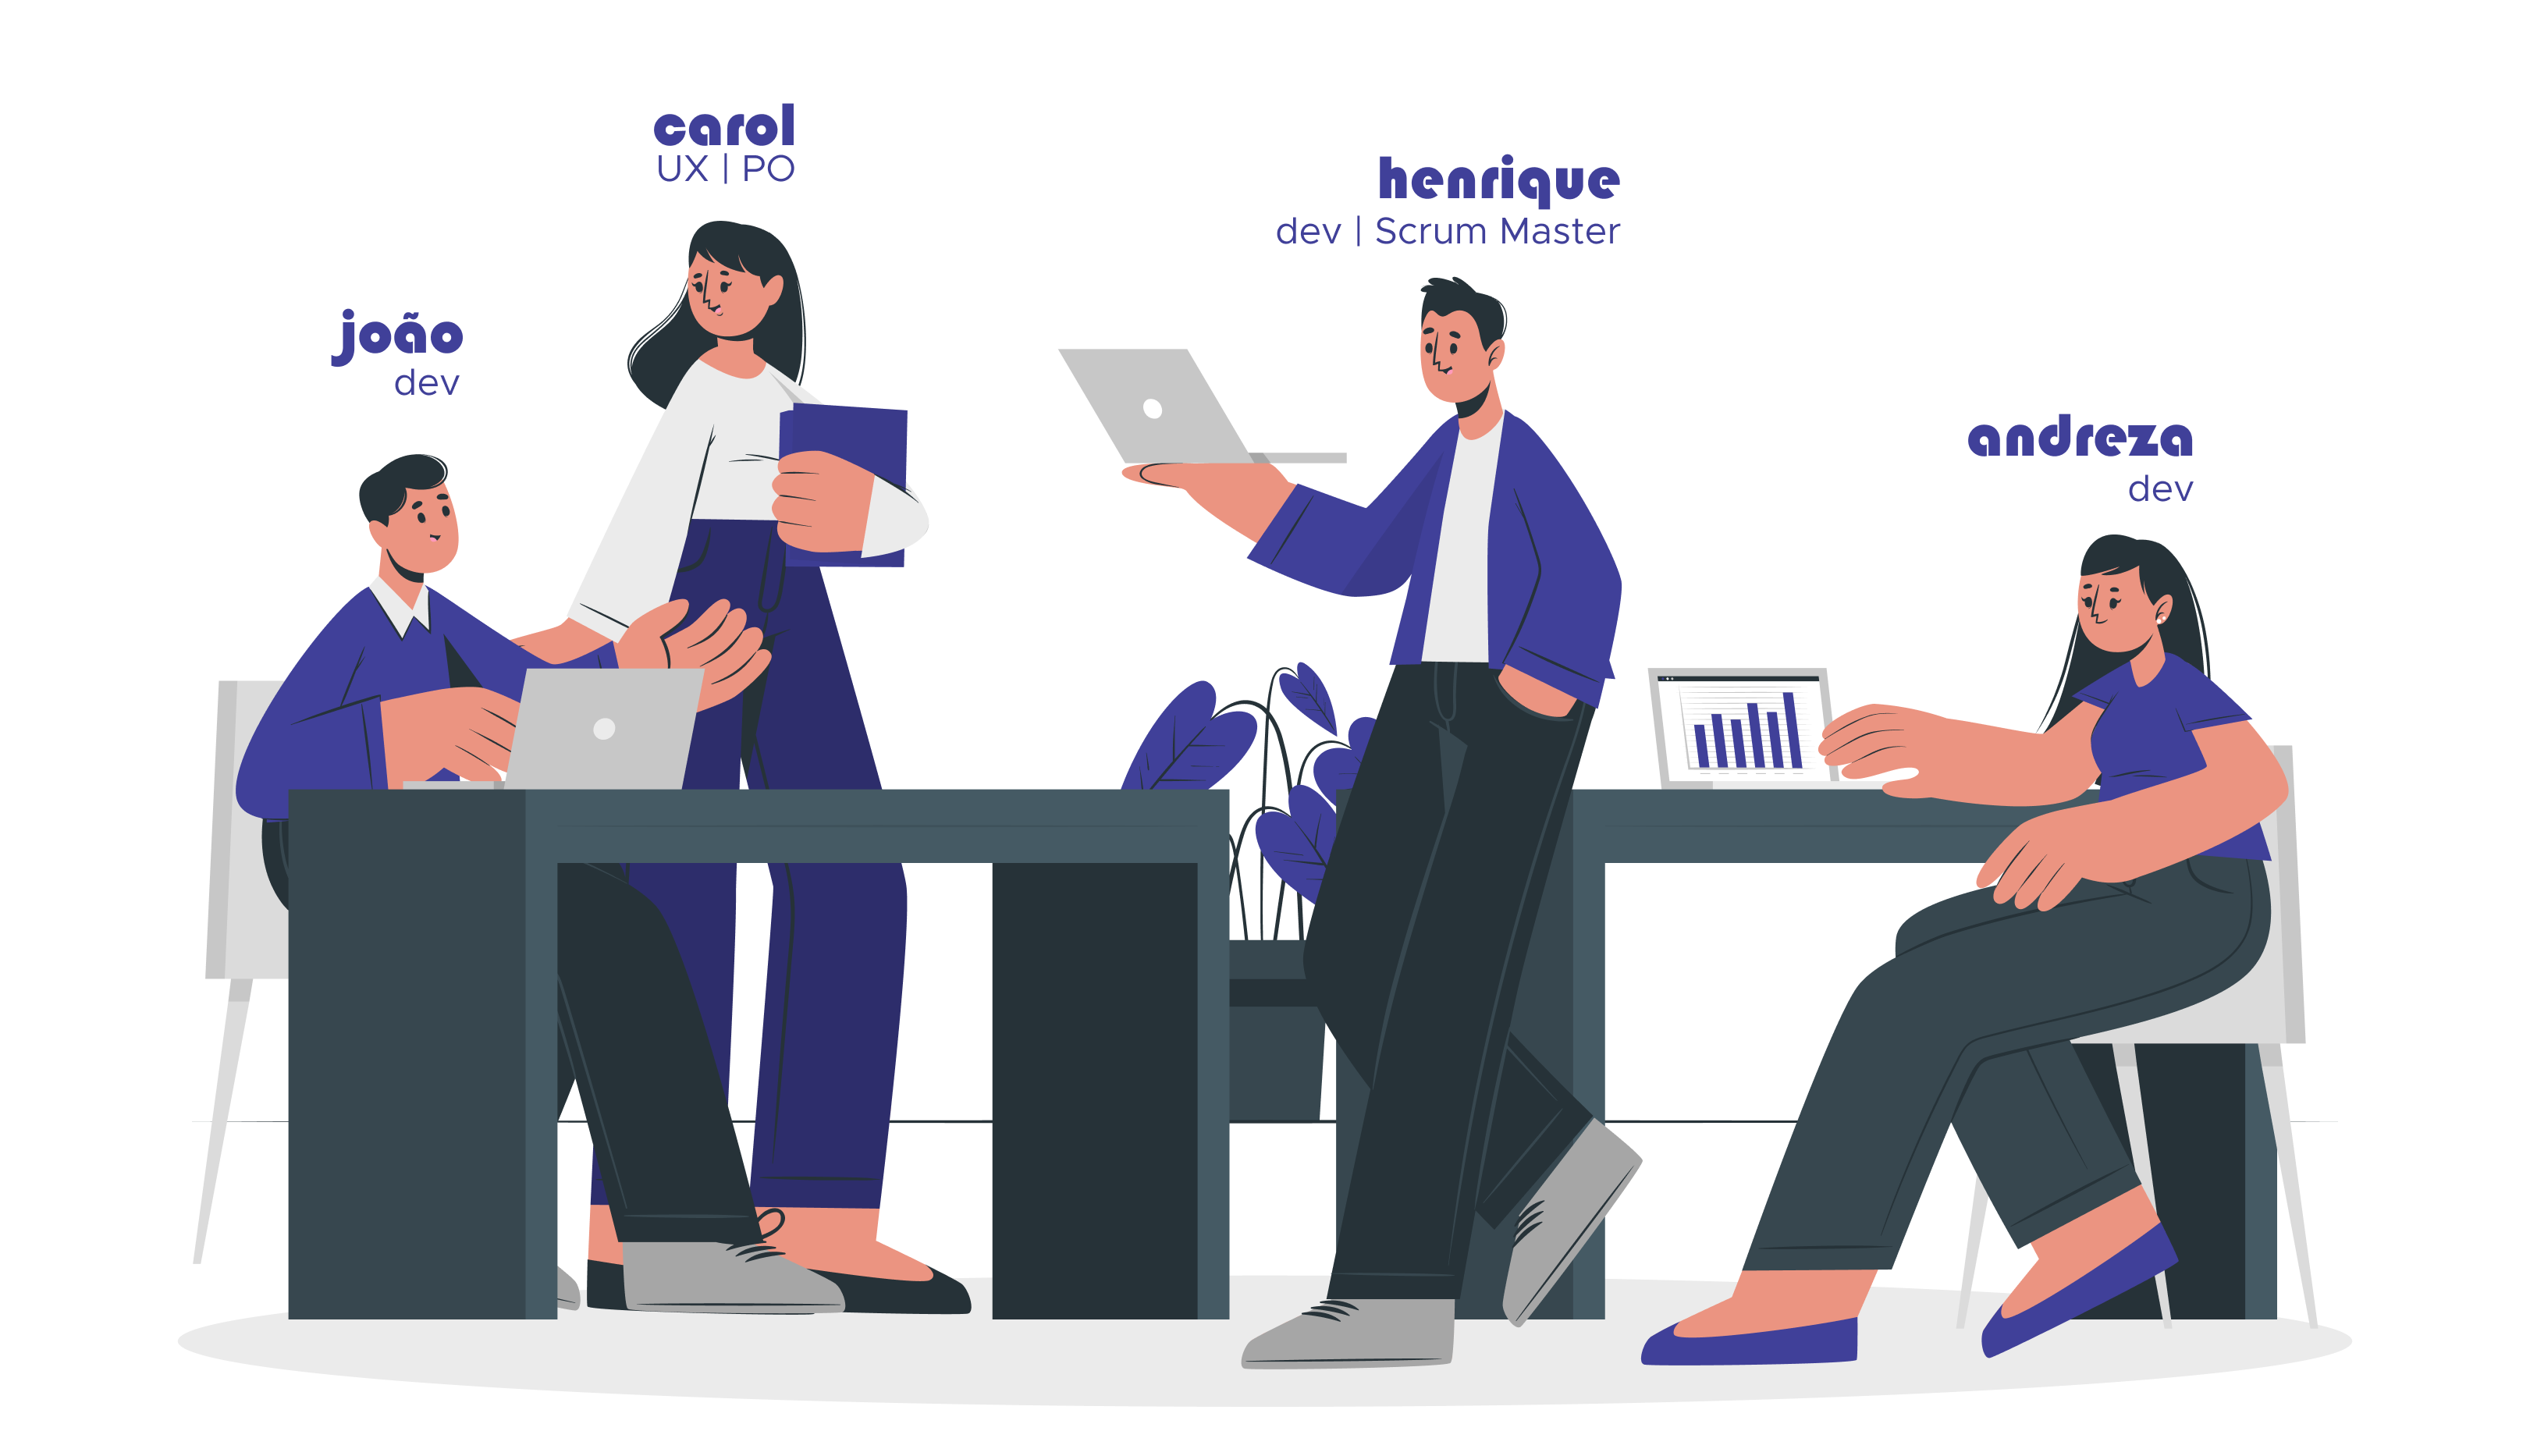 carol
UX | PO
henrique
dev | Scrum Master
joão
dev
andreza
dev